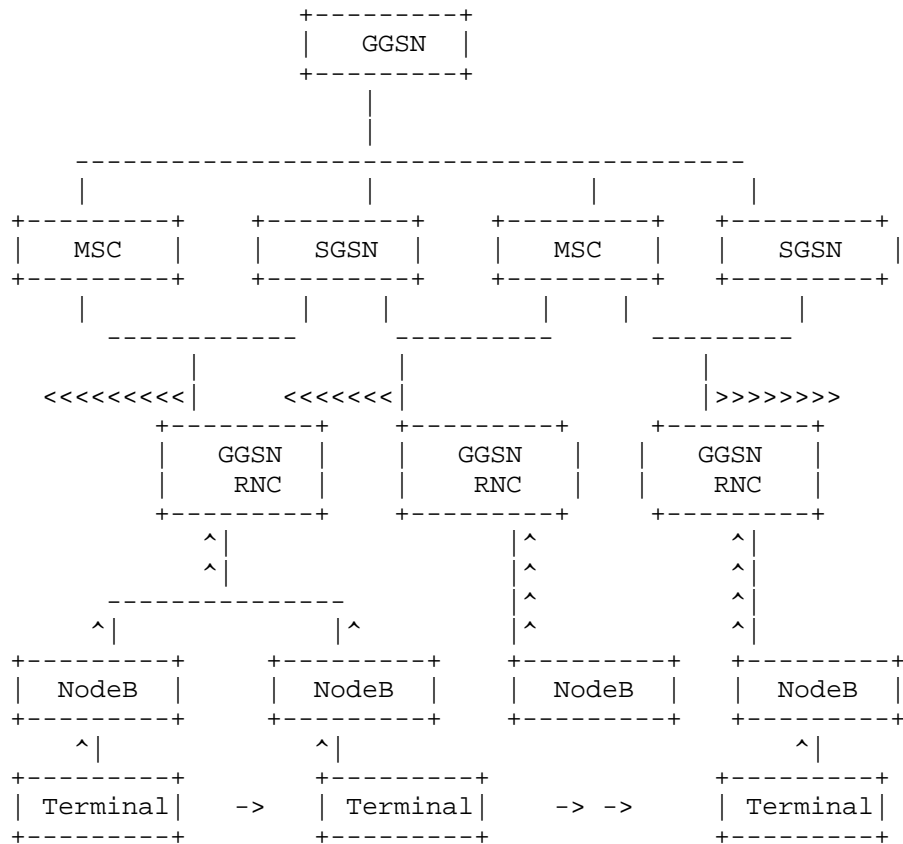 GGSN
MSC SGSN MSC SGSN
<<<<<<<<<| <<<<<<<| |>>>>>>>>
GGSN GGSN GGSN
RNC RNC RNC
^| |^ ^|
^| |^ ^|
|^ ^|
^| |^ |^ ^|
NodeB NodeB NodeB NodeB
^| ^| ^|
Terminal -> Terminal -> -> Terminal